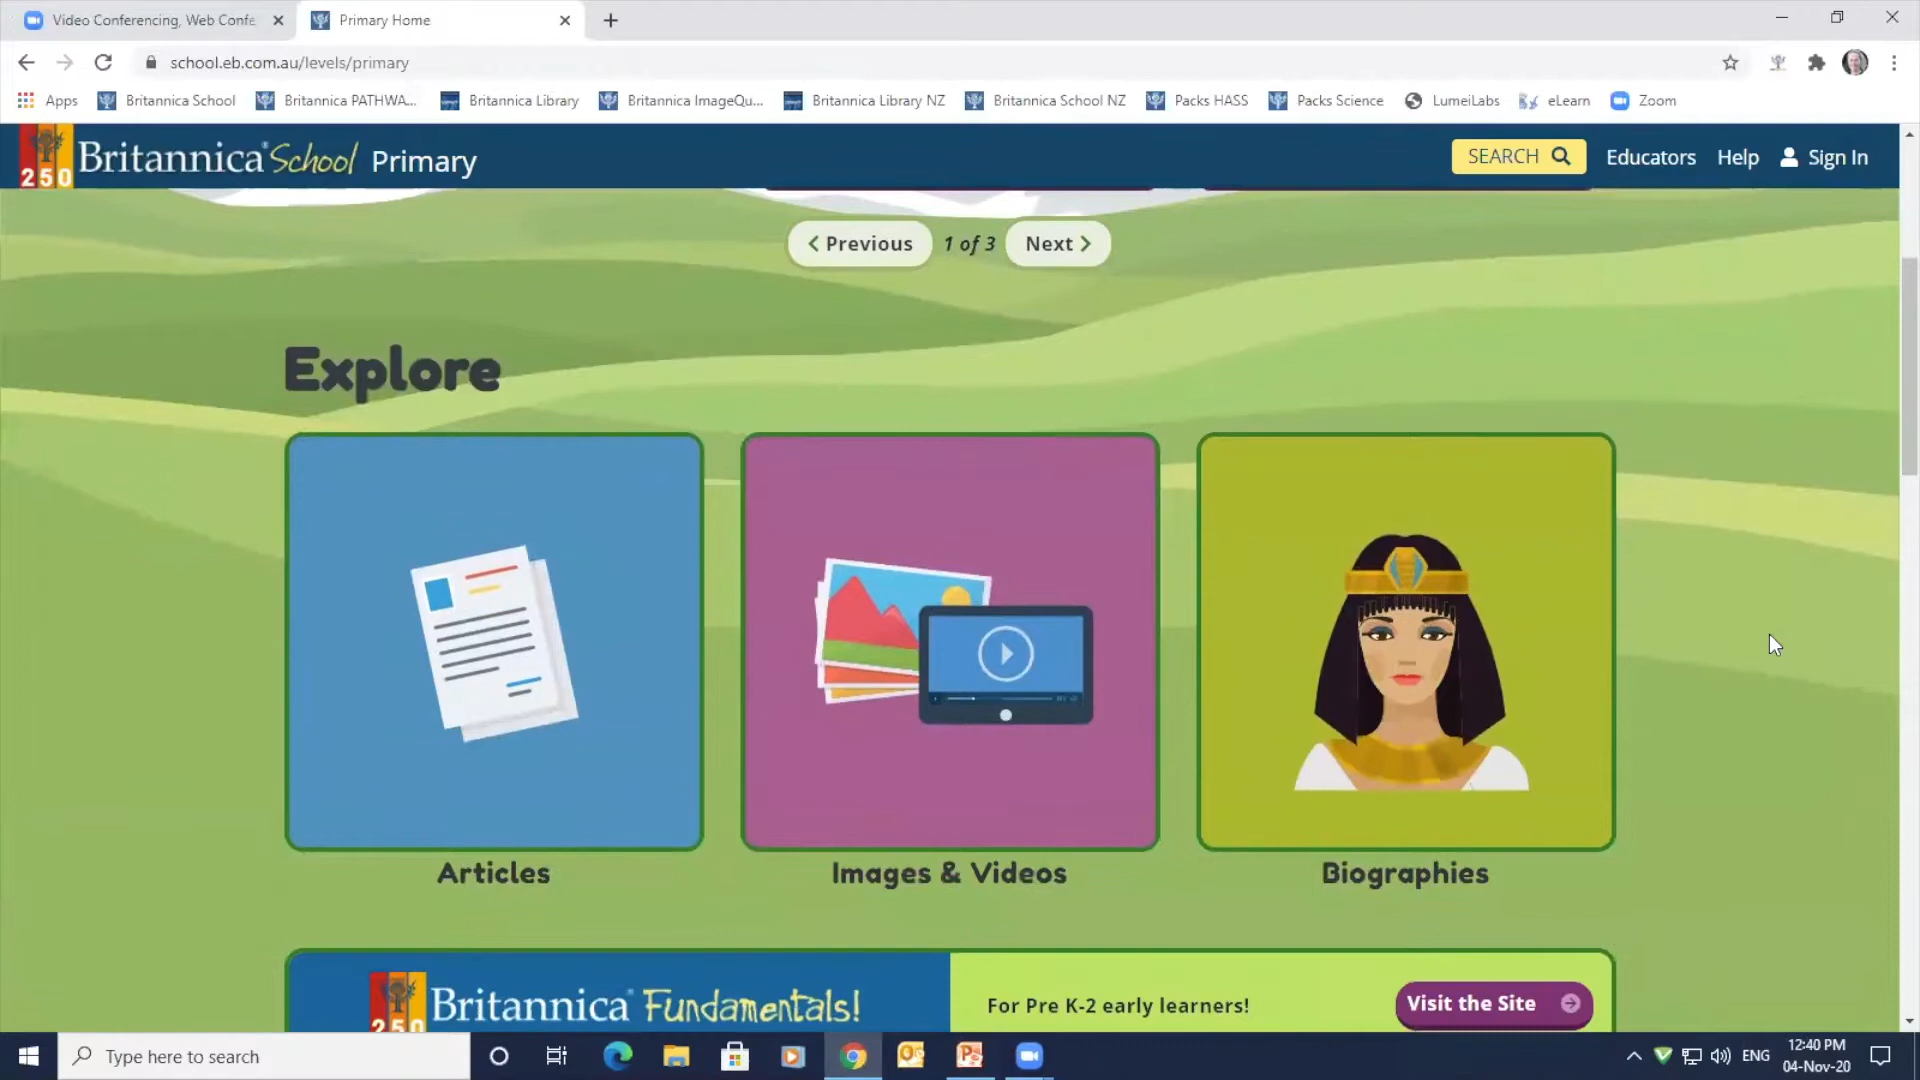 Video Conferencing, Web Confe
Primary Home
school.eb.com.au/levels/primary
Apps
Britannica School
Britannica PATHWA...
Britannica Library
Britannica ImageQu...
Britannica Library NZ
Britannica School NZ
Packs HASS
Packs Science
LumeiLabs
eLearn
Zoom
250
Britannica School Primary
SEARCH
Educators
Help
Sign In
Previous
1 of 3
Next
Explore
Articles
Images & Videos
Biographies
250
Britannica Fundamentals!
For Pre K-2 early learners!
Visit the Site
Type here to search
ENG
12:40 PM
04-Nov-20